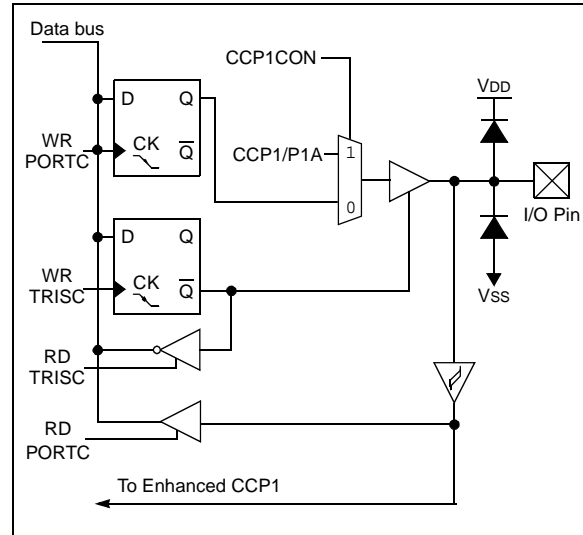 Data bus
CCP1CON
VDD
D Q
WR
PORTC
CK Q
CCP1/P1A
1
0
I/O Pin
D Q
WR
TRISC
CK Q
VSS
RD
TRISC
RD
PORTC
To Enhanced CCP1